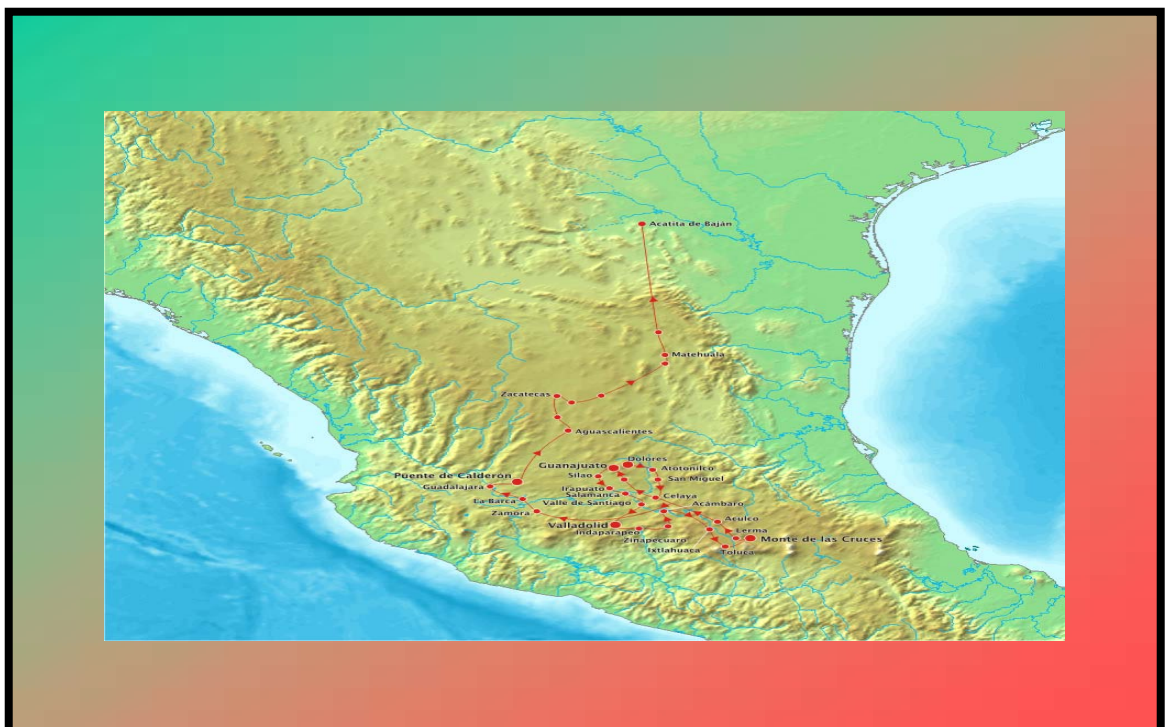 Acatita de Baján
Matehuala
Zacatecas
Aguascalientes
Dolores
Guanajuato
Atotonilco
Puente de Calderón
Silao
San Miguel
Guadalajara
Irapuato
Salamanca
Celaya
La Barca
Valle de Santiago
Acámbaro
Zamora
Aculco
Valladolid
Indaparapeo
Lerma
Zinapécuaro
Monte de las Cruces
Ixtlahuaca
Toluca